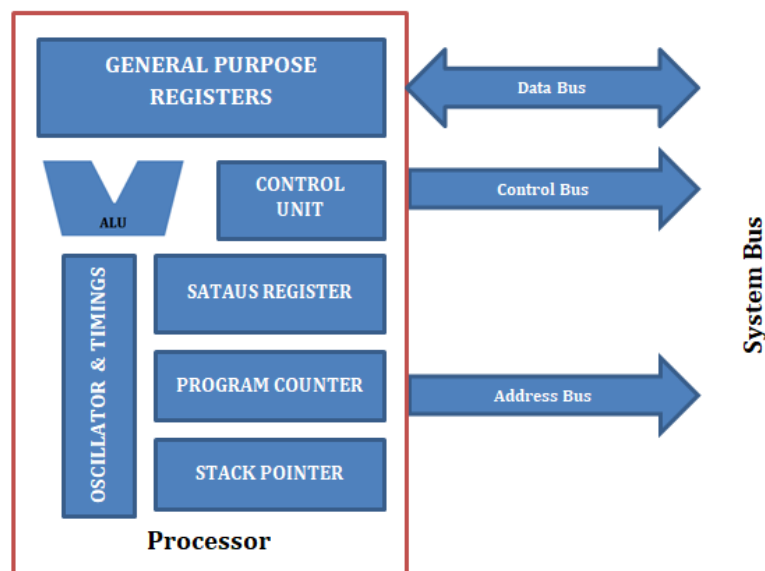 GENERAL PURPOSE
REGISTERS
Data Bus
ALU
CONTROL
UNIT
Control Bus
OSCILLATOR & TIMINGS
SATAUS REGISTER
PROGRAM COUNTER
Address Bus
STACK POINTER
Processor
System Bus